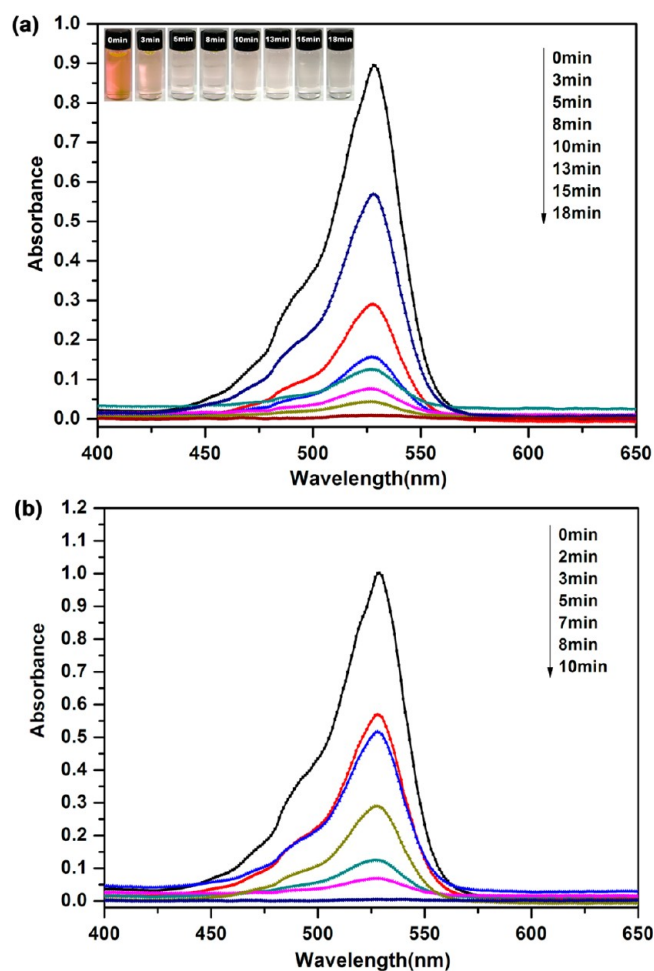 (a)
0min 3min 5min 8min 10min 13min 15min 18min
1.0
0.9
0.8
0.7
0.6
0.5
0.4
0.3
0.2
0.1
0.0
Absorbance
0min
3min
5min
8min
10min
13min
15min
18min
400 450 500 550 600 650
Wavelength(nm)
(b)
1.2
1.1
1.0
0.9
0.8
0.7
0.6
0.5
0.4
0.3
0.2
0.1
0.0
Absorbance
0min
2min
3min
5min
7min
8min
10min
400 450 500 550 600 650
Wavelength(nm)